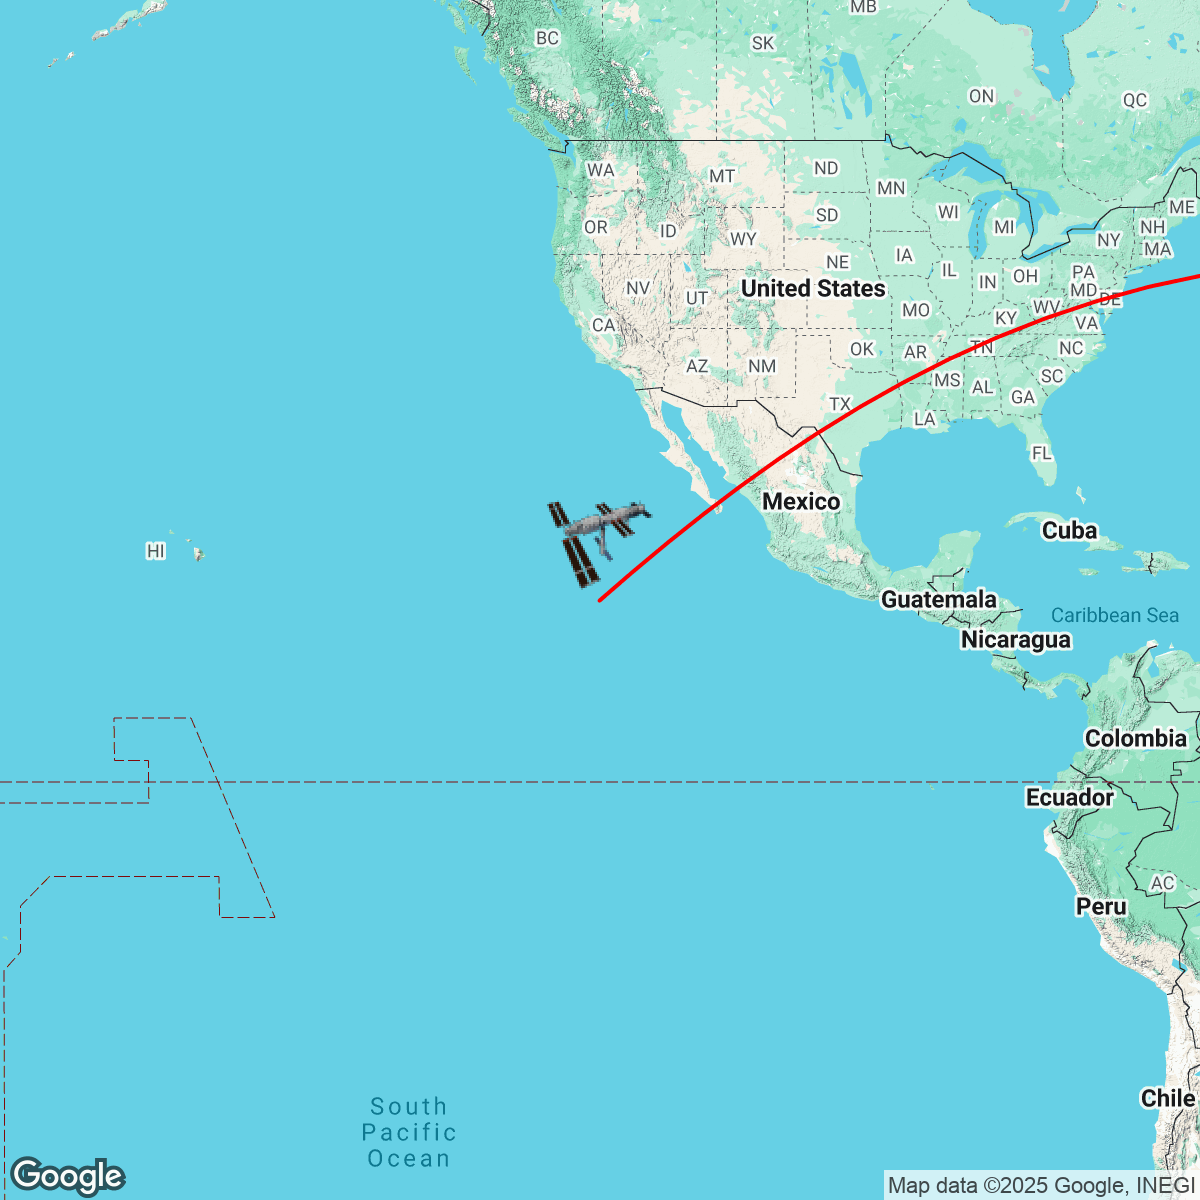 MB
BC
SK
ON
QC
WA
MT
ND
MN
ME
OR
ID
SD
WI
MI
NH
NY
MA
WY
NE
IA
IL
IN
OH
PA
MD
DE
NV
UT
United States
MO
KY
WV
VA
CA
OK
AR
TN
NC
AZ
NM
MS
AL
SC
GA
TX
LA
FL
Mexico
Cuba
HI
Guatemala
Caribbean Sea
Nicaragua
Colombia
Ecuador
AC
Peru
Chile
South
Pacific
Ocean
Google
Map data ©2025 Google, INEGI